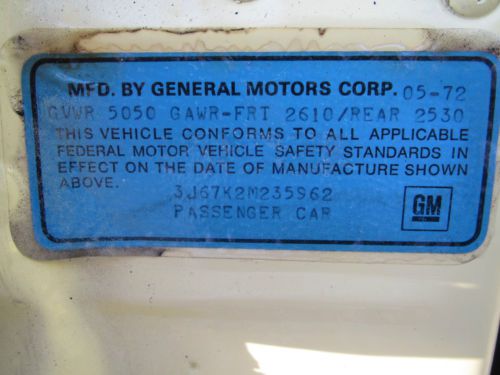 MFD. BY GENERAL MOTORS CORP. 05-72
GVWR 5050 GAWR-FRT 2610/REAR 2530
THIS VEHICLE CONFORMS TO ALL APPLICABLE
FEDERAL MOTOR VEHICLE SAFETY STANDARDS IN
EFFECT ON THE DATE OF MANUFACTURE SHOWN
ABOVE.
3J67K2M235962
PASSENGER CAR
GM